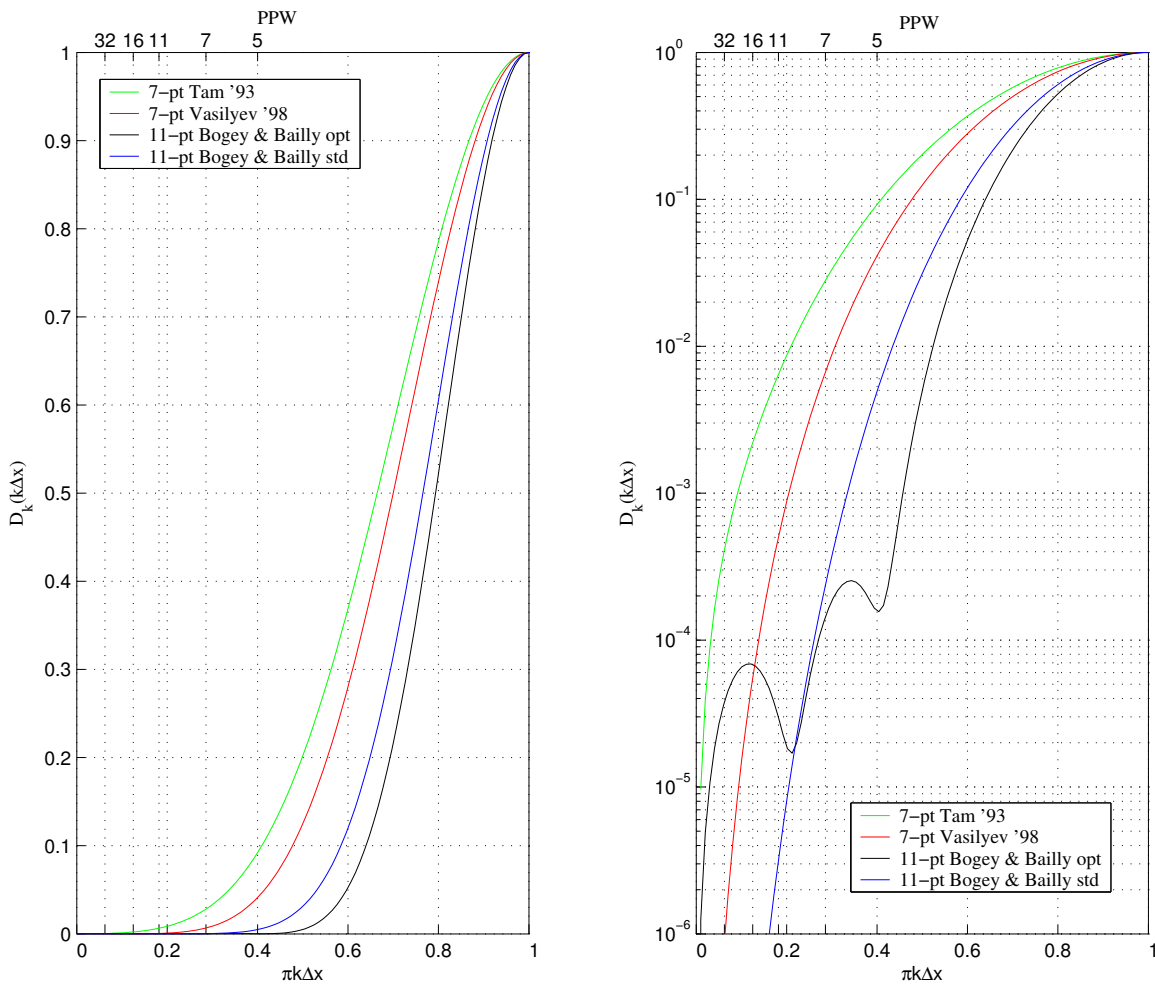 PPW
32 16 11 7 5
1
0.9
0.8
0.7
0.6
0.5
0.4
0.3
0.2
0.1
0
7−pt Tam '93
7−pt Vasilyev '98
11−pt Bogey & Bailly opt
11−pt Bogey & Bailly std
D_k(kΔx)
0 0.2 0.4 0.6 0.8 1
πkΔx
PPW
32 16 11 7 5
10^0
10^−1
10^−2
10^−3
10^−4
10^−5
10^−6
D_k(kΔx)
7−pt Tam '93
7−pt Vasilyev '98
11−pt Bogey & Bailly opt
11−pt Bogey & Bailly std
0 0.2 0.4 0.6 0.8 1
πkΔx